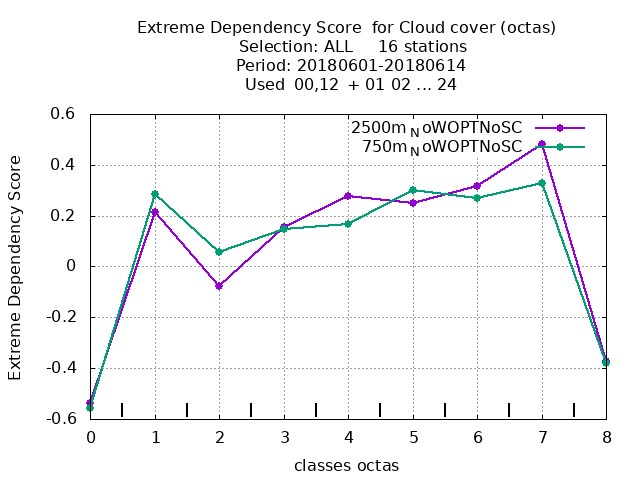 Extreme Dependency Score  for Cloud cover (octas)
Selection: ALL     16 stations
Period: 20180601-20180614
Used  00,12  + 01 02 ... 24
0.6
0.4
0.2
0
-0.2
-0.4
-0.6
Extreme Dependency Score
2500mNoWOPTNoSC
750mNoWOPTNoSC
0 1 2 3 4 5 6 7 8
classes octas